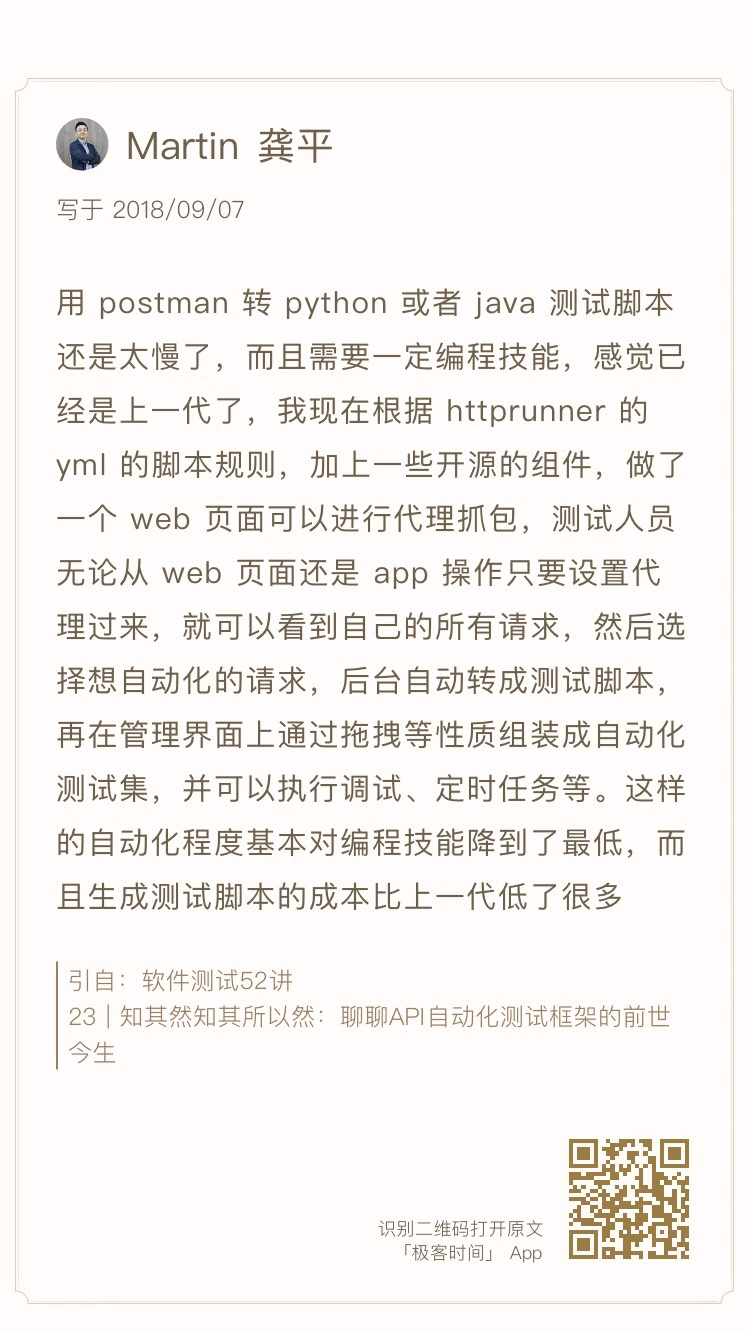 Martin 龚平
写于 2018/09/07
用 postman 转 python 或者 java 测试脚本
还是太慢了，而且需要一定编程技能，感觉已
经是上一代了，我现在根据 httprunner 的
yml 的脚本规则，加上一些开源的组件，做了
一个 web 页面可以进行代理抓包，测试人员
无论从 web 页面还是 app 操作只要设置代
理过来，就可以看到自己的所有请求，然后选
择想自动化的请求，后台自动转成测试脚本，
再在管理界面上通过拖拽等性质组装成自动化
测试集，并可以执行调试、定时任务等。这样
的自动化程度基本对编程技能降到了最低，而
且生成测试脚本的成本比上一代低了很多
引自：软件测试52讲
23 | 知其然知其所以然：聊聊API自动化测试框架的前世
今生
识别二维码打开原文
「极客时间」 App